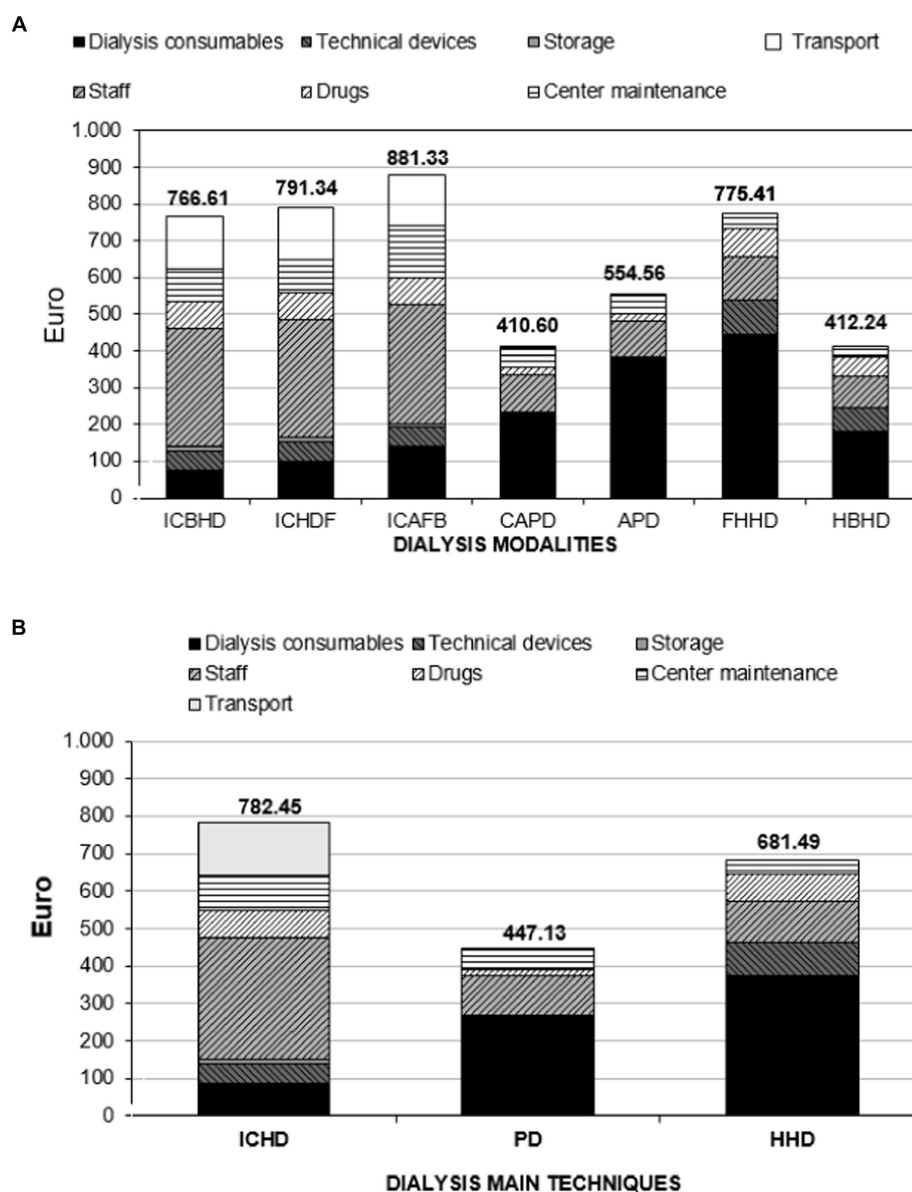 A
Dialysis consumables Technical devices Storage Transport
Staff Drugs Center maintenance
1.000
900
800
700
600
500
400
300
200
100
0
Euro
766.61 791.34 881.33 410.60 554.56 775.41 412.24
ICBHD ICHDF ICAFB CAPD APD FHHD HBHD
DIALYSIS MODALITIES
B
Dialysis consumables Technical devices Storage
Staff Drugs Center maintenance
Transport
1.000
900
800
700
600
500
400
300
200
100
0
Euro
782.45 447.13 681.49
ICHD PD HHD
DIALYSIS MAIN TECHNIQUES